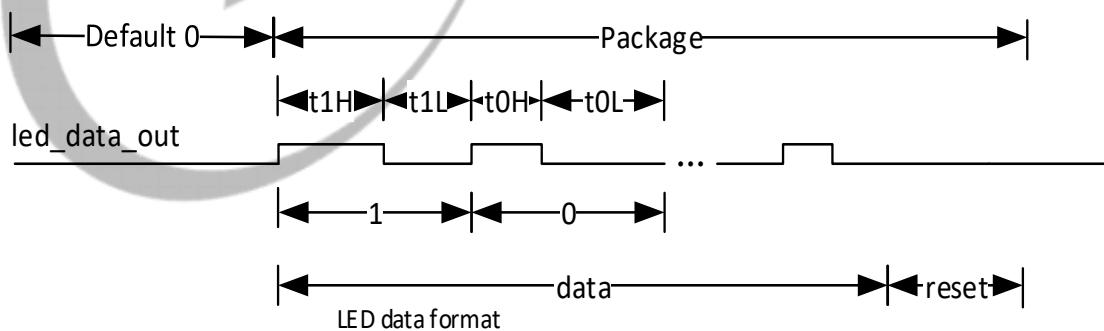 Default 0 Package
t1H t1L t0H t0L
led_data_out
...
1 0
data reset
LED data format